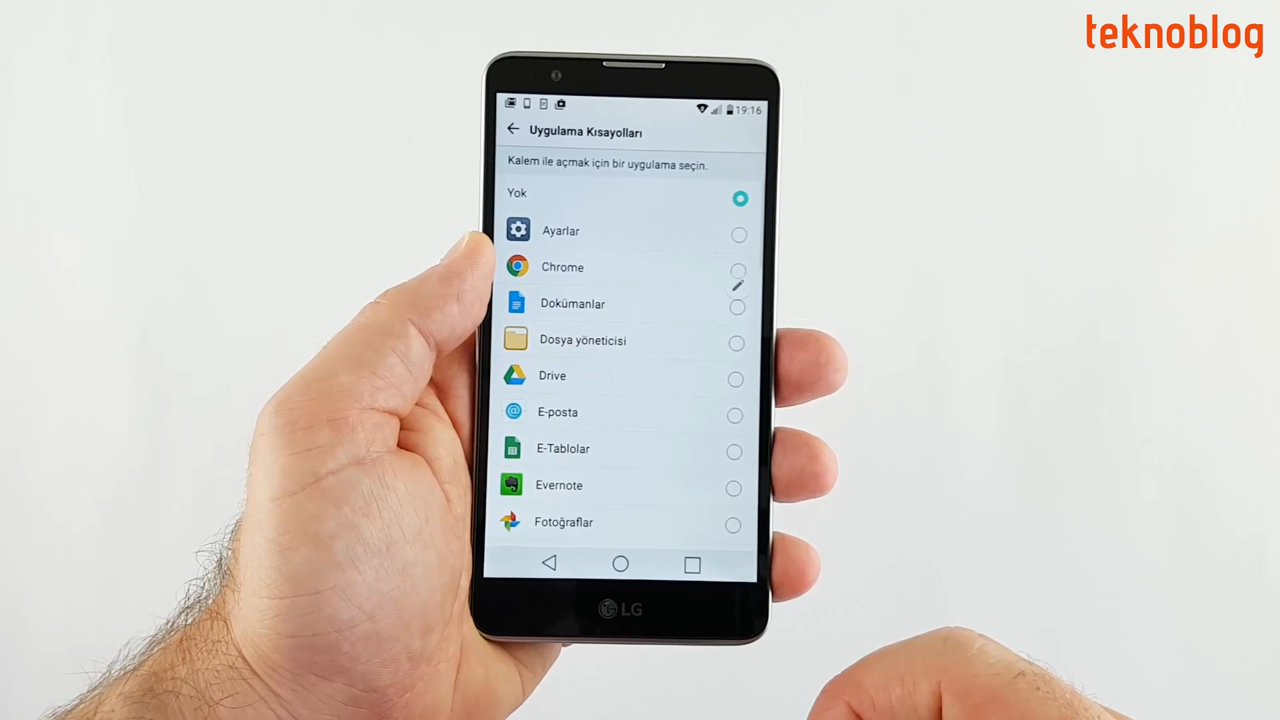 teknoblog
19:16
Uygulama Kısayolları
Kalem ile açmak için bir uygulama seçin.
Yok
Ayarlar
Chrome
Dokümanlar
Dosya yöneticisi
Drive
E-posta
E-Tablolar
Evernote
Fotoğraflar
LG